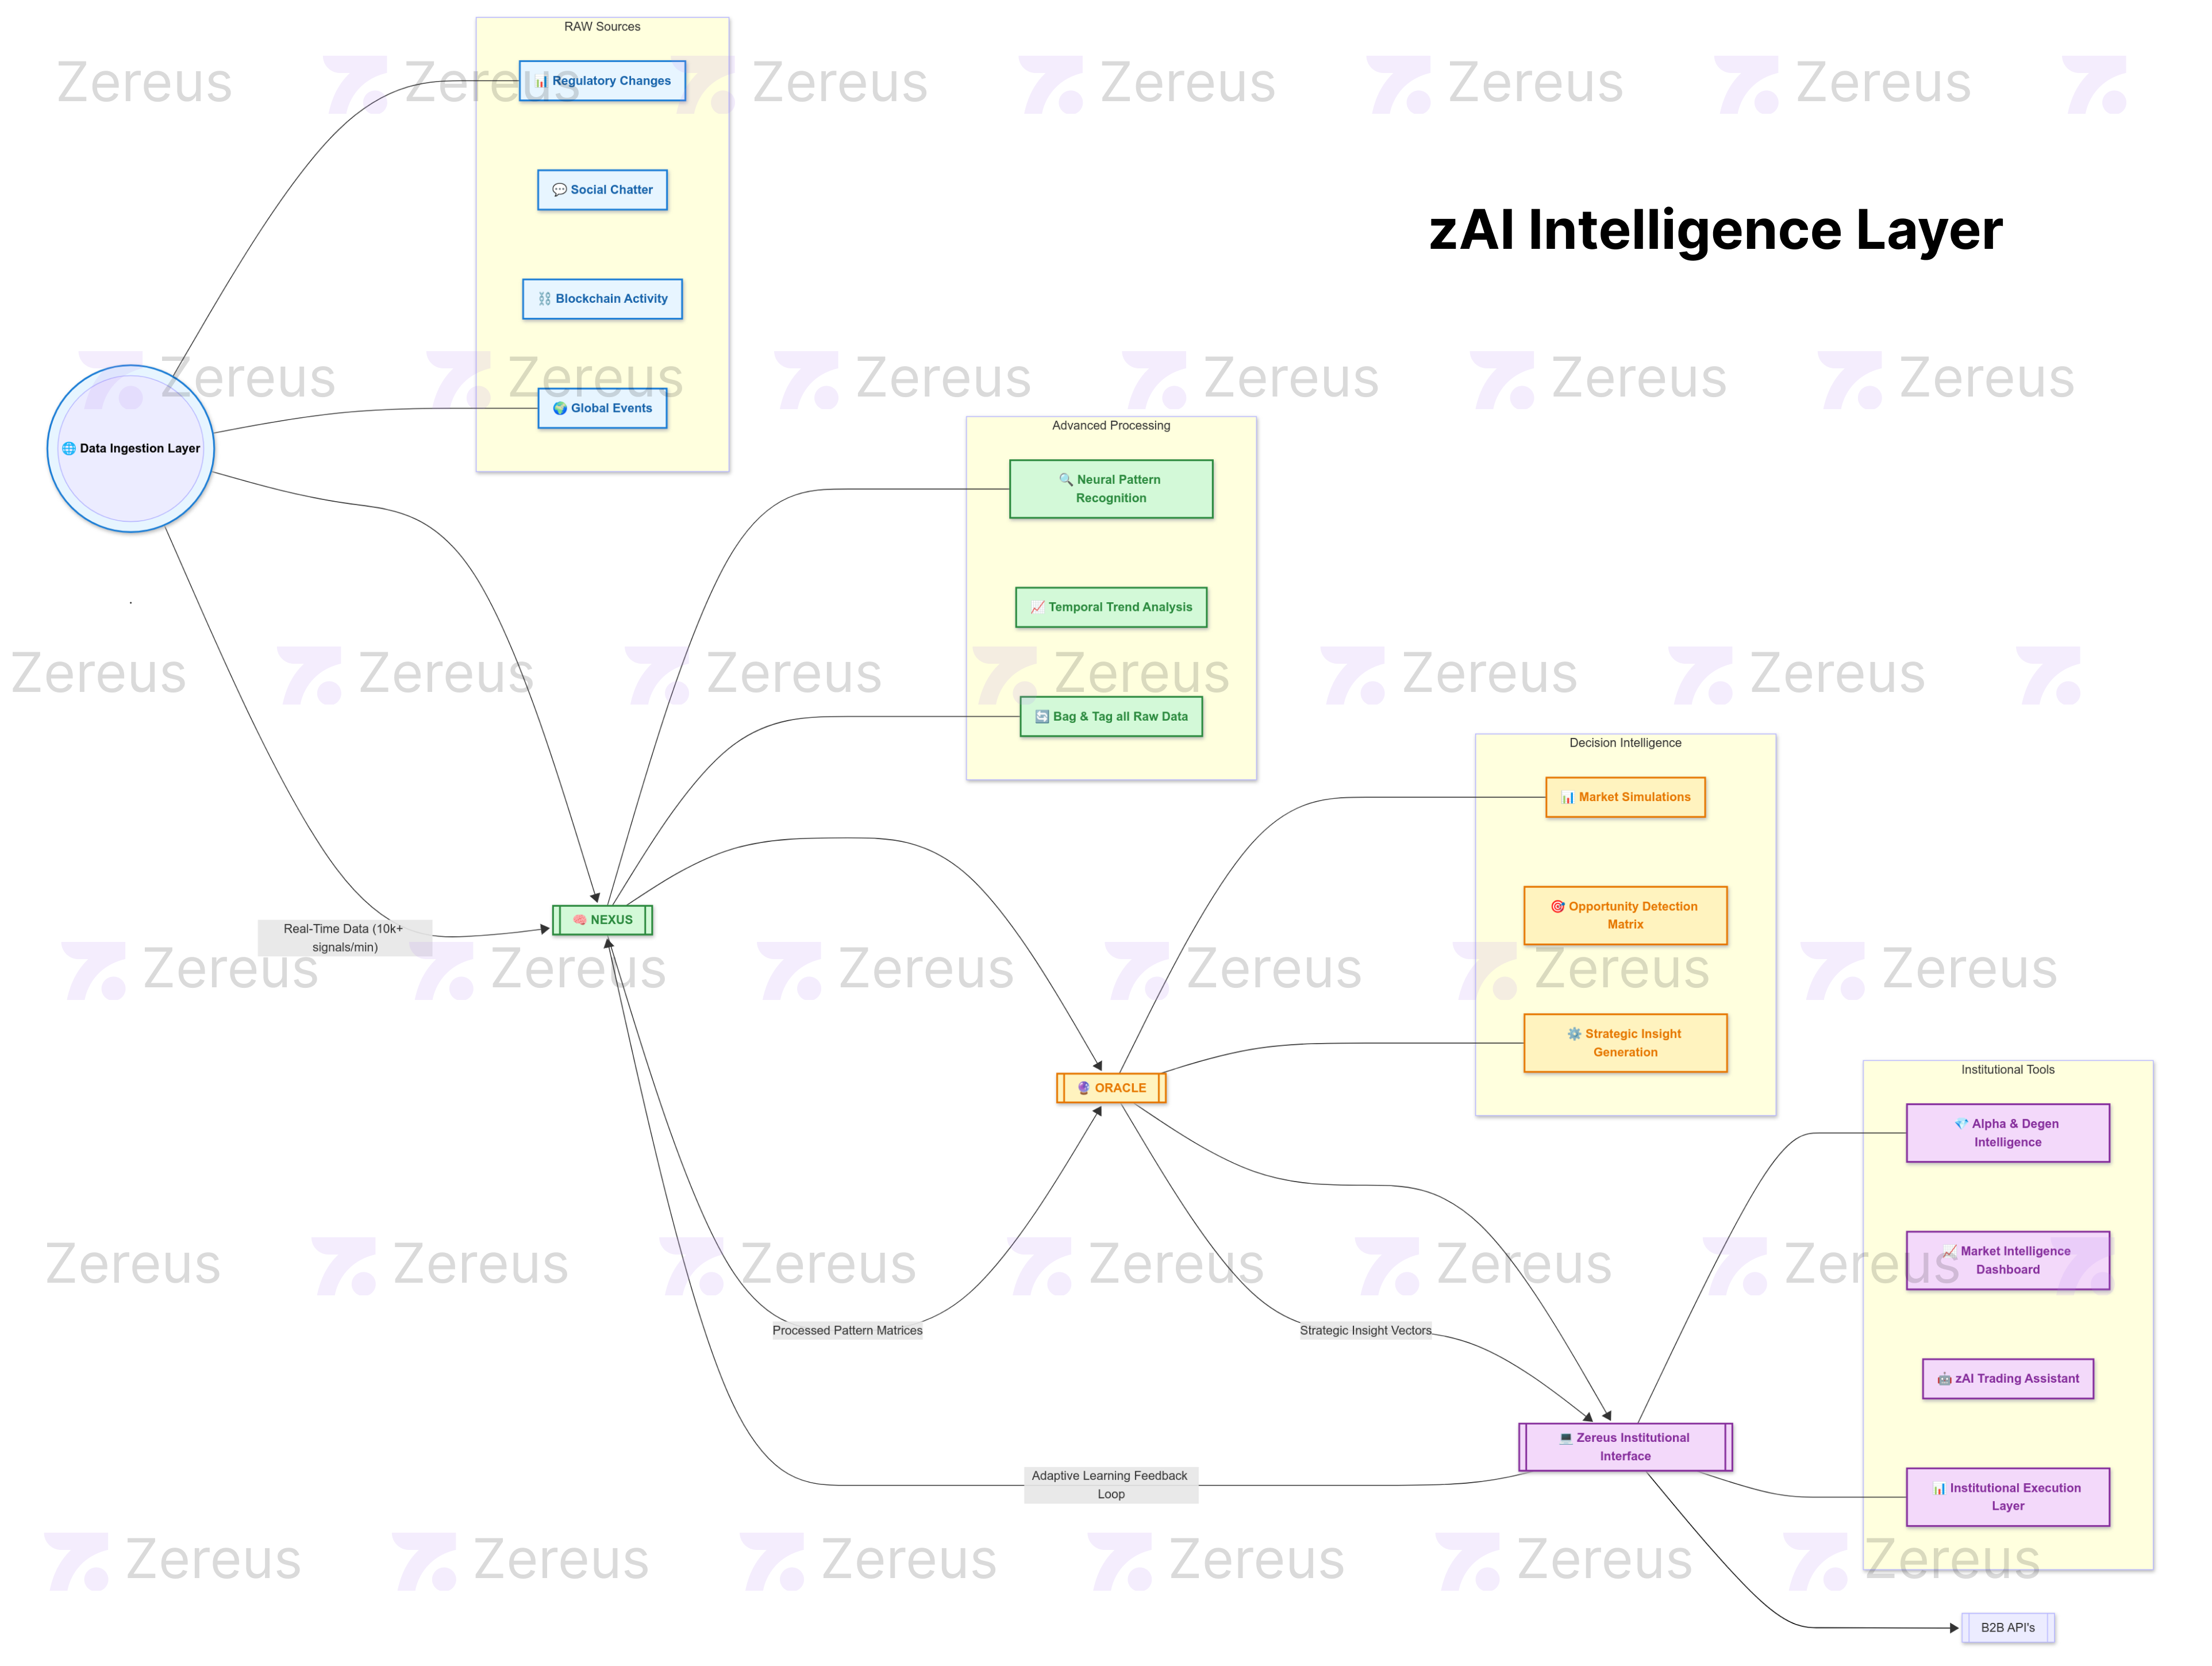 RAW Sources
📊 Regulatory Changes
💬 Social Chatter
⛓️ Blockchain Activity
🌍 Global Events
zAI Intelligence Layer
🌐 Data Ingestion Layer
Advanced Processing
🔍 Neural Pattern
Recognition
📈 Temporal Trend Analysis
🔄 Bag & Tag all Raw Data
Decision Intelligence
📊 Market Simulations
🎯 Opportunity Detection
Matrix
⚙️ Strategic Insight
Generation
🧠 NEXUS
Real-Time Data (10k+
signals/min)
🔮 ORACLE
Institutional Tools
💎 Alpha & Degen
Intelligence
📈 Market Intelligence
Dashboard
🤖 zAI Trading Assistant
📊 Institutional Execution
Layer
Processed Pattern Matrices
Strategic Insight Vectors
💻 Zereus Institutional
Interface
Adaptive Learning Feedback
Loop
B2B API's
Zereus Zereus Zereus Zereus Zereus Zereus
Zereus Zereus Zereus Zereus Zereus Zereus
Zereus Zereus Zereus Zereus Zereus Zereus
Zereus Zereus Zereus Zereus Zereus Zereus
Zereus Zereus Zereus Zereus Zereus Zereus
Zereus Zereus Zereus Zereus Zereus Zereus